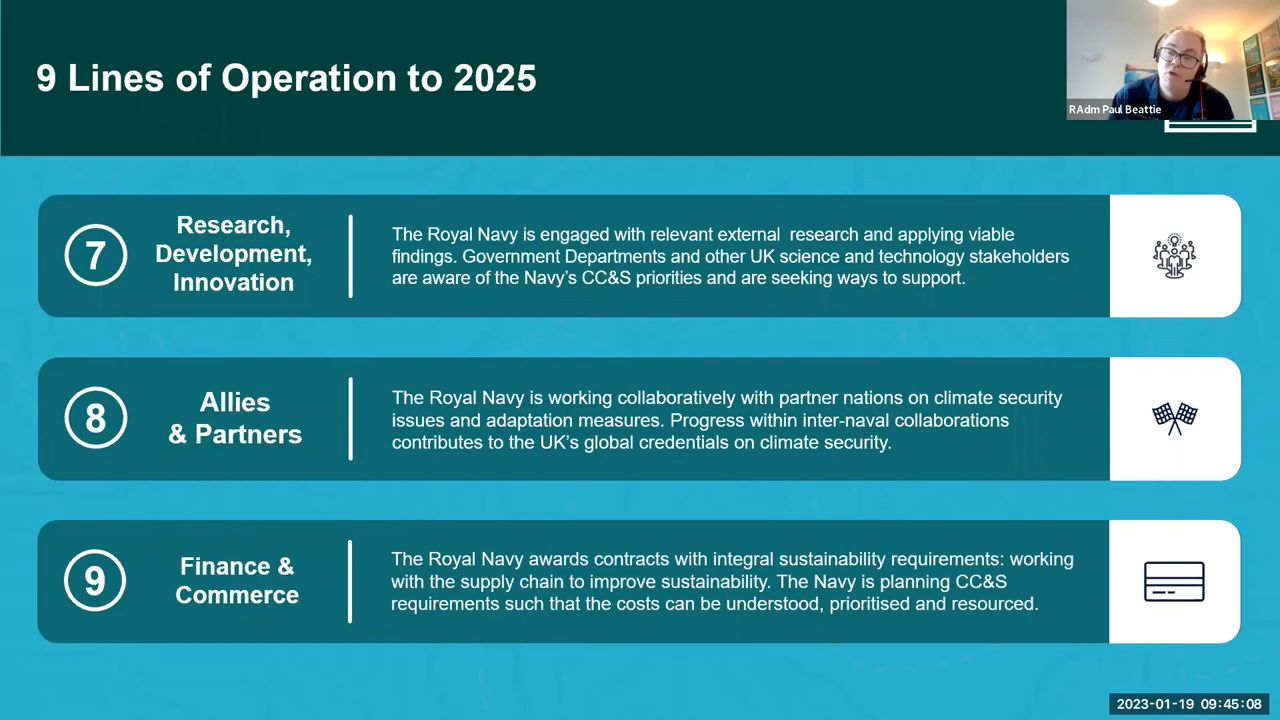 9 Lines of Operation to 2025
RAdm Paul Beattie
7
Research,
Development,
Innovation
The Royal Navy is engaged with relevant external  research and applying viable
findings. Government Departments and other UK science and technology stakeholders
are aware of the Navy’s CC&S priorities and are seeking ways to support.
8
Allies
& Partners
The Royal Navy is working collaboratively with partner nations on climate security
issues and adaptation measures. Progress within inter-naval collaborations
contributes to the UK’s global credentials on climate security.
9
Finance &
Commerce
The Royal Navy awards contracts with integral sustainability requirements: working
with the supply chain to improve sustainability. The Navy is planning CC&S
requirements such that the costs can be understood, prioritised and resourced.
2023-01-19 09:45:08